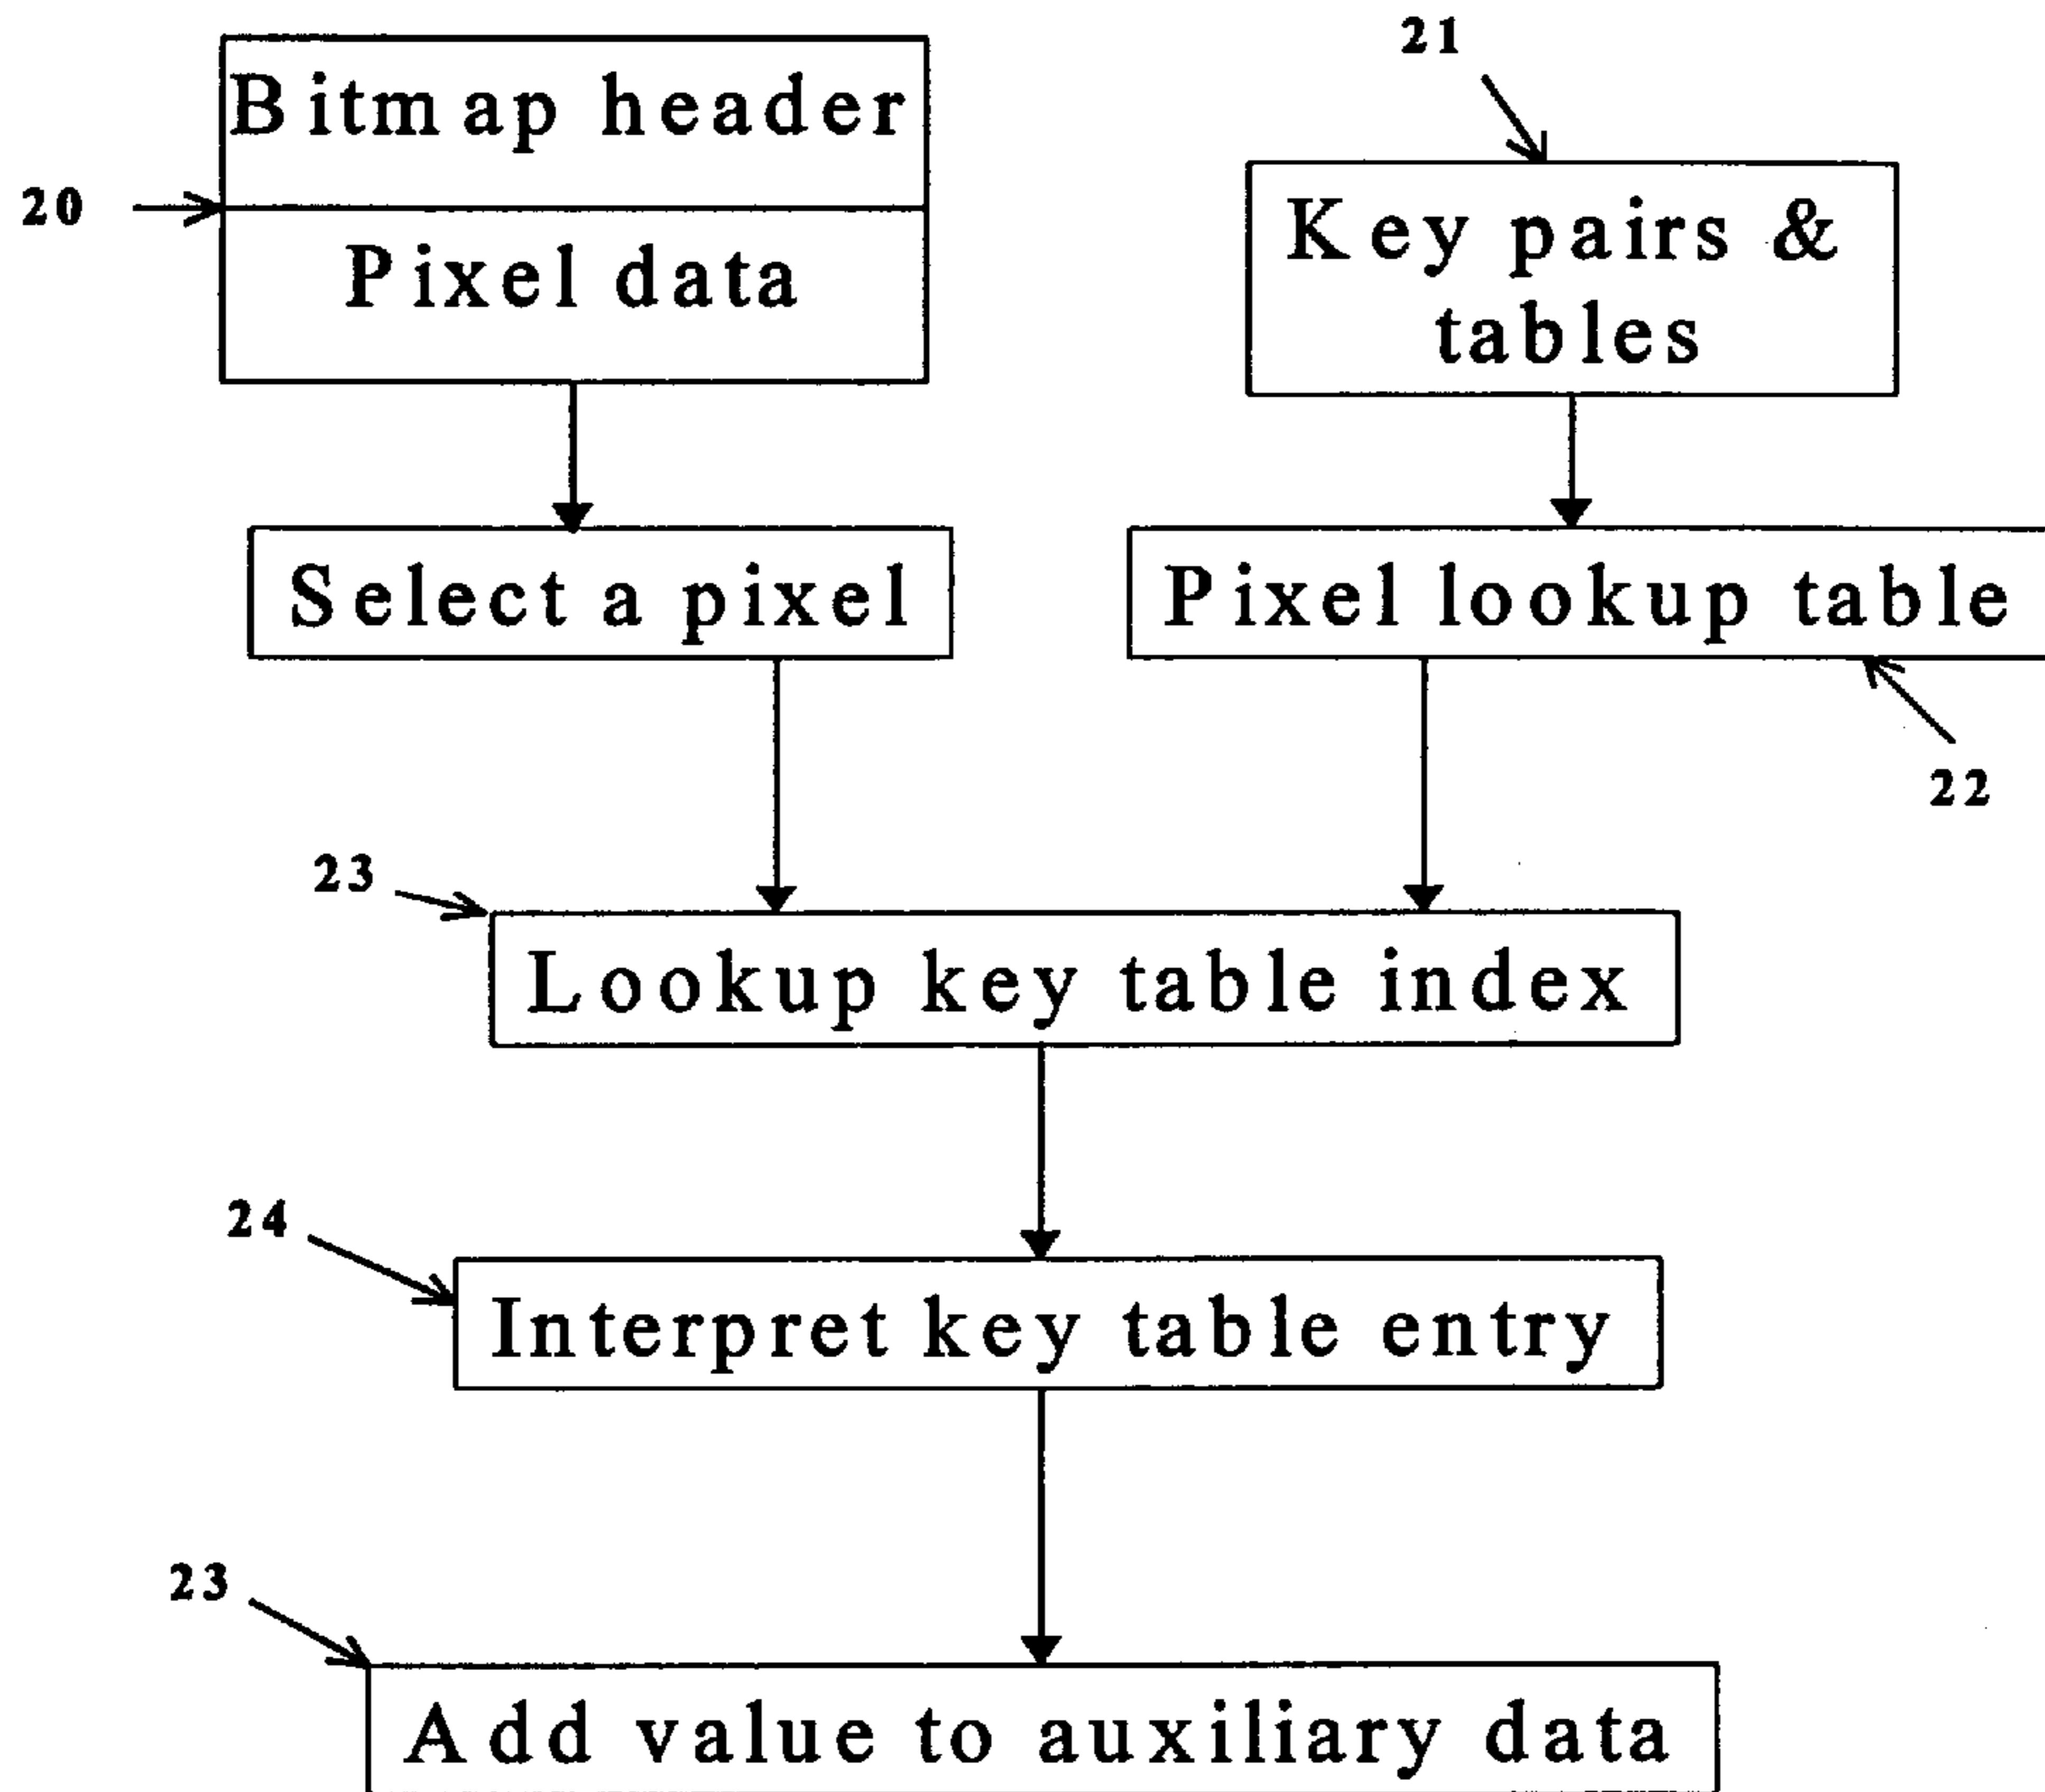 21
Bitmap header
20
Pixel data
Key pairs &
tables
Select a pixel
Pixel lookup table
22
23
Lookup key table index
24
Interpret key table entry
23
Add value to auxiliary data